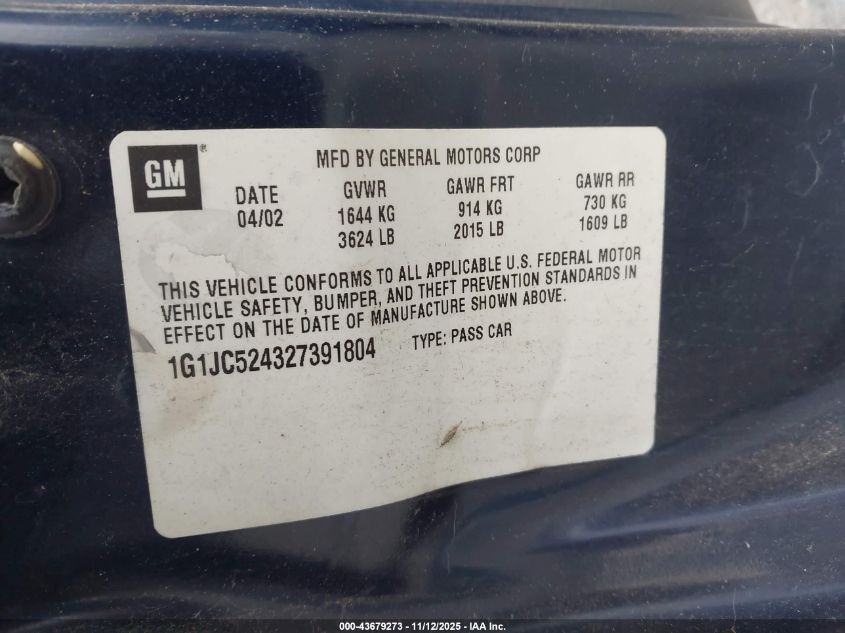 GM®
MFD BY GENERAL MOTORS CORP
DATE GVWR GAWR FRT GAWR RR
04/02 1644 KG 914 KG 730 KG
3624 LB 2015 LB 1609 LB
THIS VEHICLE CONFORMS TO ALL APPLICABLE U.S. FEDERAL MOTOR
VEHICLE SAFETY, BUMPER, AND THEFT PREVENTION STANDARDS IN
EFFECT ON THE DATE OF MANUFACTURE SHOWN ABOVE.
1G1JC524327391804 TYPE: PASS CAR
000-43679273 - 11/12/2025 - IAA Inc.